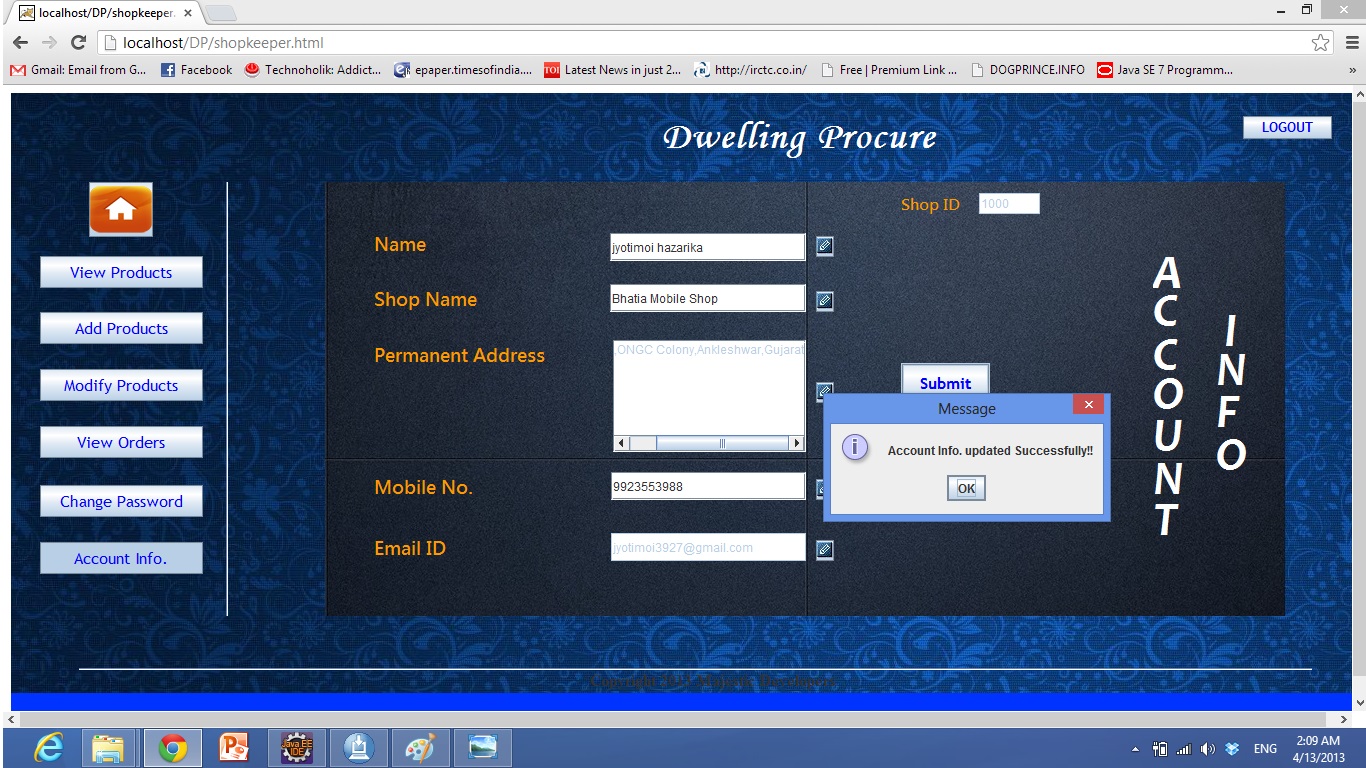 localhost/DP/shopkeeper.
localhost/DP/shopkeeper.html
Gmail: Email from G...
Facebook
Technoholik: Addict...
epaper.timesofindia....
TOI
Latest News in just 2...
http://irctc.co.in/
Free | Premium Link ...
DOGPRINCE.INFO
Java SE 7 Programm...
»
Dwelling Procure
LOGOUT
Shop ID 1000
View Products
Add Products
Modify Products
View Orders
Change Password
Account Info.
Name jyotimoi hazarika
Shop Name Bhatia Mobile Shop
Permanent Address ,ONGC Colony,Ankleshwar,Gujarat
Submit
Mobile No. 9923553988
Email ID jyotimoi3927@gmail.com
Message
Account Info. updated Successfully!!
OK
ACCOUNT
INFO
Java EE
IDE
ENG
2:09 AM
4/13/2013